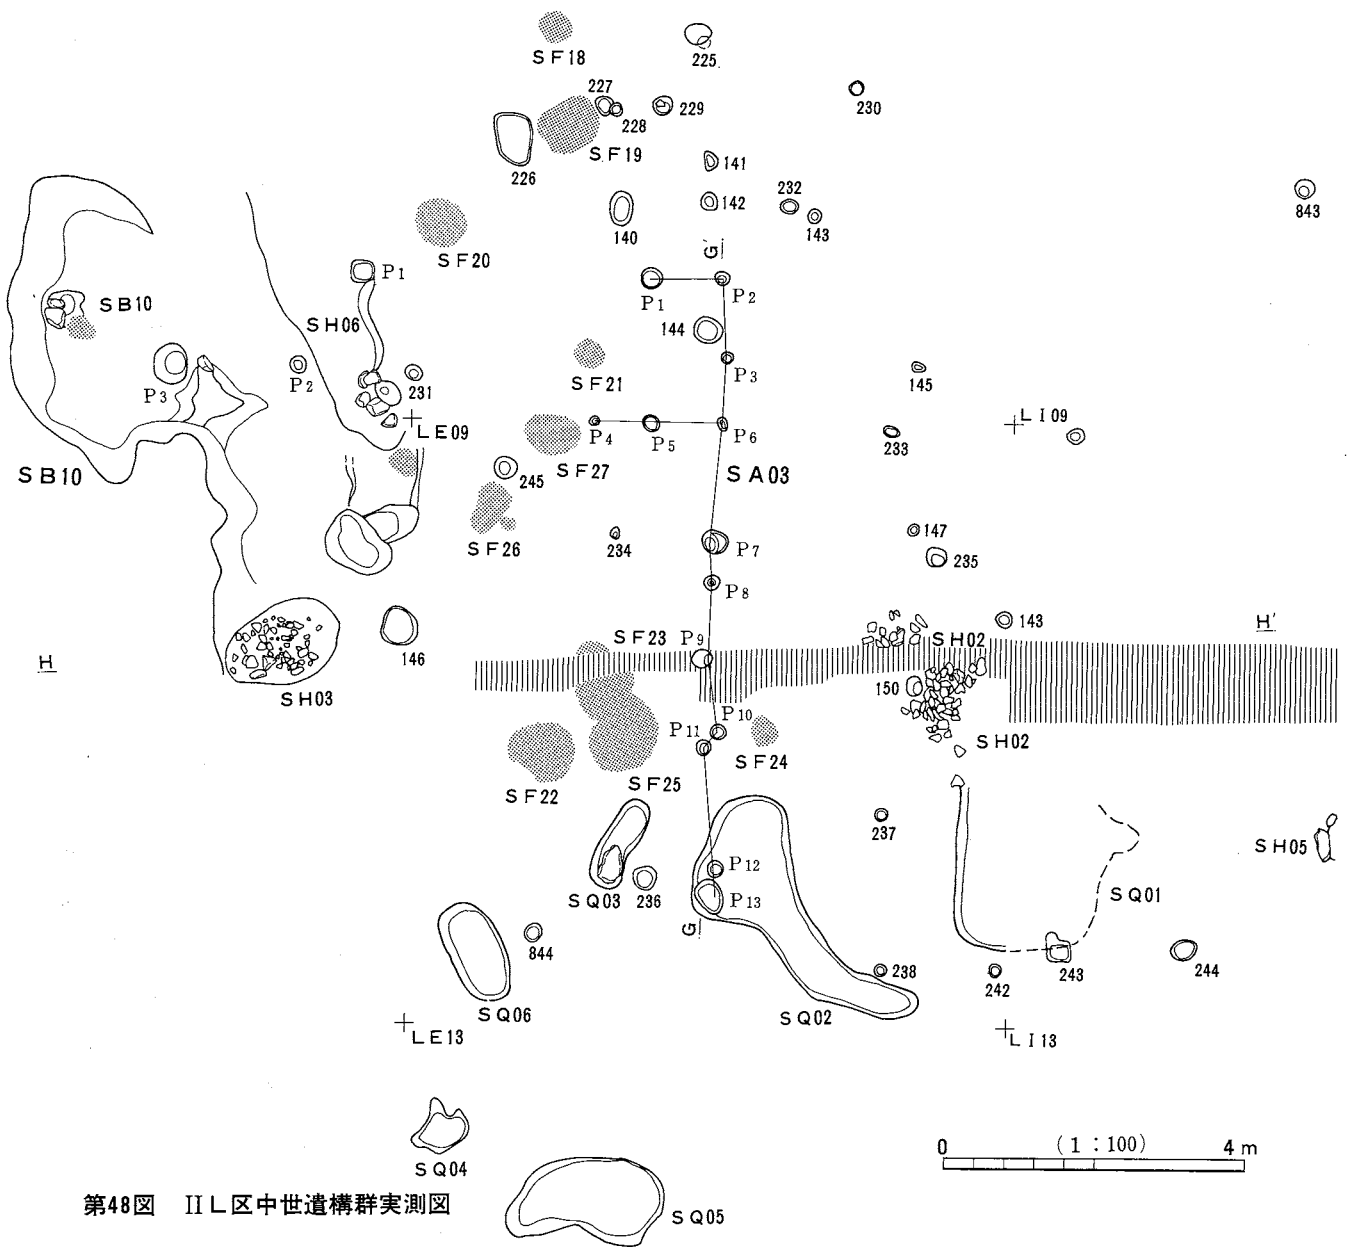 SF18
225
227
228
229
230
SF19
226
141
142
232
143
843
140
SF20
G'
P1
SB10
P1
P2
SH06
144
P3
P2
231
P3
SF21
145
LI09
LE09
P4
P5
P6
233
SF27
SA03
SB10
245
SF26
234
P7
147
235
P8
146
SF23
P9
SH02
143
H'
H
SH03
150
P10
P11
SF24
SH02
SF22
SF25
237
SH05
SQ03
236
P12
P13
SQ01
G
844
238
242
243
244
SQ06
SQ02
LE13
LI13
0 (1:100) 4m
SQ04
第48図 ⅡL区中世遺構群実測図
SQ05